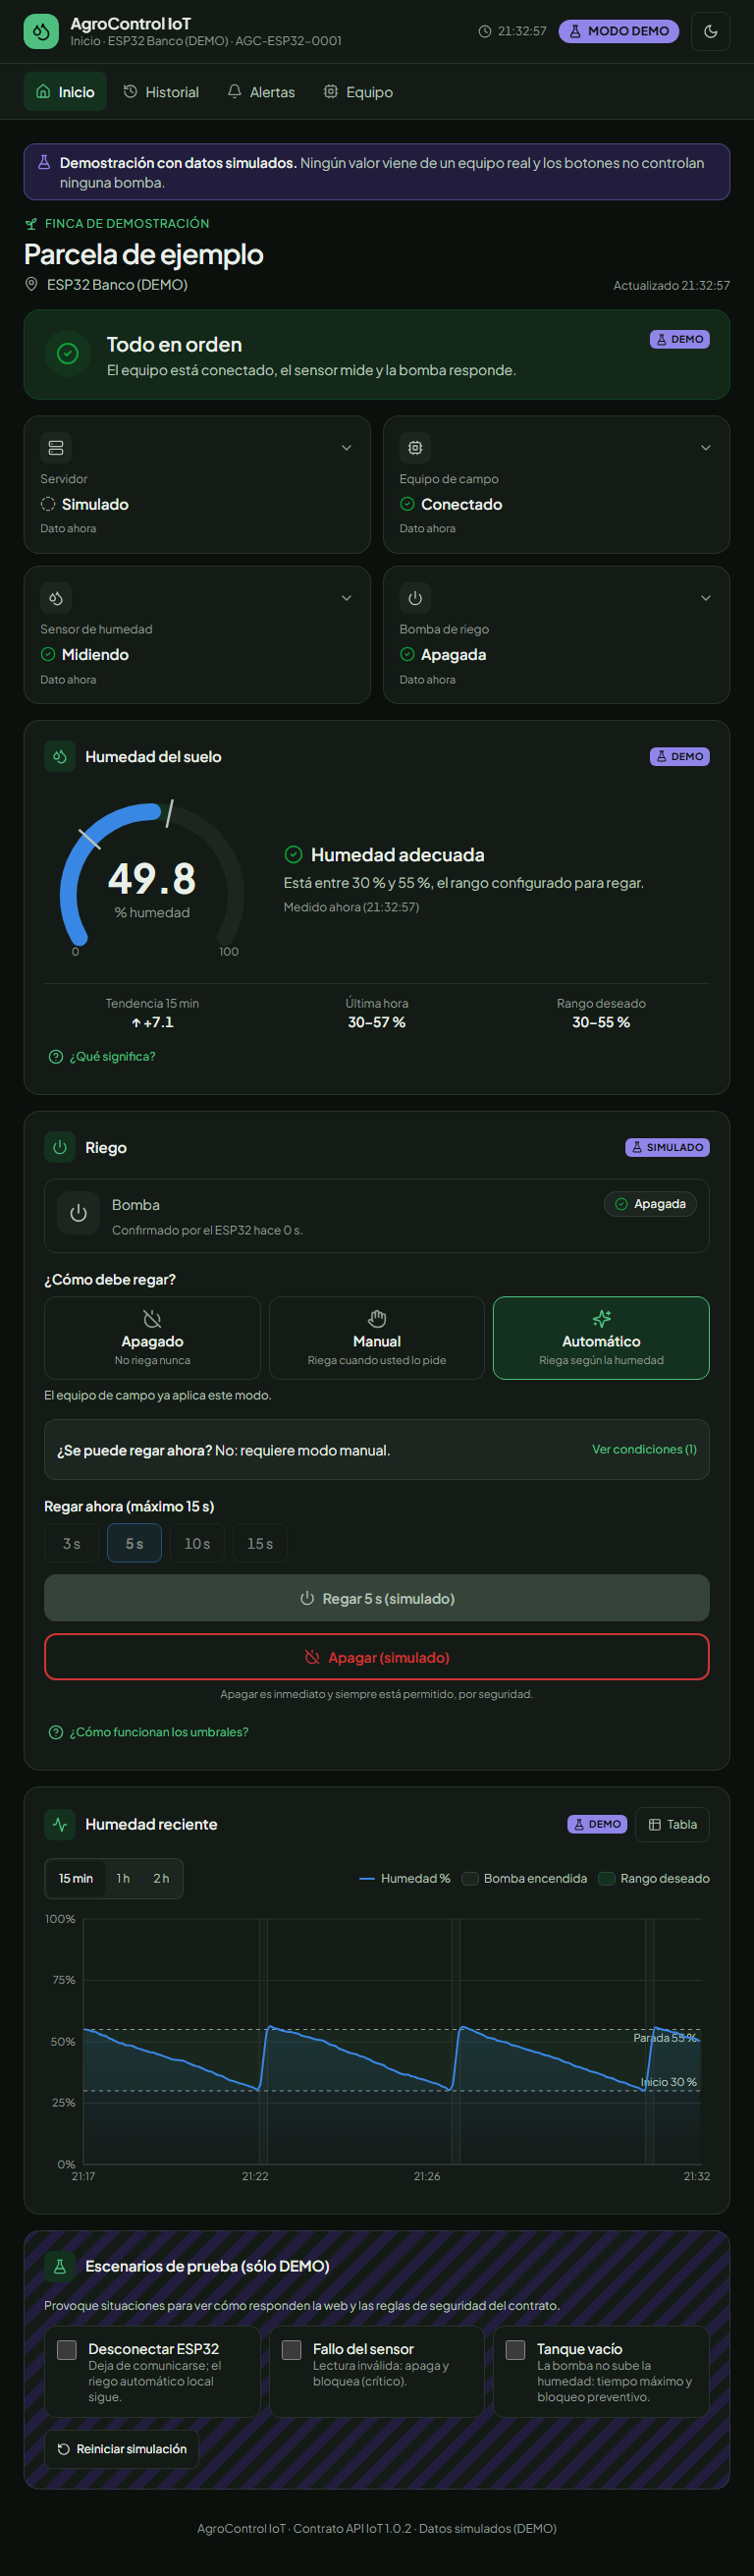 AgroControl IoT
Inicio · ESP32 Banco (DEMO) · AGC-ESP32-0001
21:32:57
MODO DEMO
Inicio
Historial
Alertas
Equipo
Demostración con datos simulados. Ningún valor viene de un equipo real y los botones no controlan
ninguna bomba.
FINCA DE DEMOSTRACIÓN
Parcela de ejemplo
ESP32 Banco (DEMO)
Actualizado 21:32:57
Todo en orden
DEMO
El equipo está conectado, el sensor mide y la bomba responde.
Servidor
Simulado
Dato ahora
Equipo de campo
Conectado
Dato ahora
Sensor de humedad
Midiendo
Dato ahora
Bomba de riego
Apagada
Dato ahora
Humedad del suelo
DEMO
49.8
% humedad
0
100
Humedad adecuada
Está entre 30 % y 55 %, el rango configurado para regar.
Medido ahora (21:32:57)
Tendencia 15 min
↑ +7.1
Última hora
30–57 %
Rango deseado
30–55 %
¿Qué significa?
Riego
SIMULADO
Bomba
Apagada
Confirmado por el ESP32 hace 0 s.
¿Cómo debe regar?
Apagado
No riega nunca
Manual
Riega cuando usted lo pide
Automático
Riega según la humedad
El equipo de campo ya aplica este modo.
¿Se puede regar ahora? No: requiere modo manual.
Ver condiciones (1)
Regar ahora (máximo 15 s)
3 s
5 s
10 s
15 s
Regar 5 s (simulado)
Apagar (simulado)
Apagar es inmediato y siempre está permitido, por seguridad.
¿Cómo funcionan los umbrales?
Humedad reciente
DEMO
Tabla
15 min
1 h
2 h
Humedad %
Bomba encendida
Rango deseado
100%
75%
50%
25%
0%
Parada 55 %
Inicio 30 %
21:17
21:22
21:26
21:32
Escenarios de prueba (sólo DEMO)
Provoque situaciones para ver cómo responden la web y las reglas de seguridad del contrato.
Desconectar ESP32
Deja de comunicarse; el
riego automático local
sigue.
Fallo del sensor
Lectura inválida: apaga y
bloquea (crítico).
Tanque vacío
La bomba no sube la
humedad: tiempo máximo y
bloqueo preventivo.
Reiniciar simulación
AgroControl IoT · Contrato API IoT 1.0.2 · Datos simulados (DEMO)